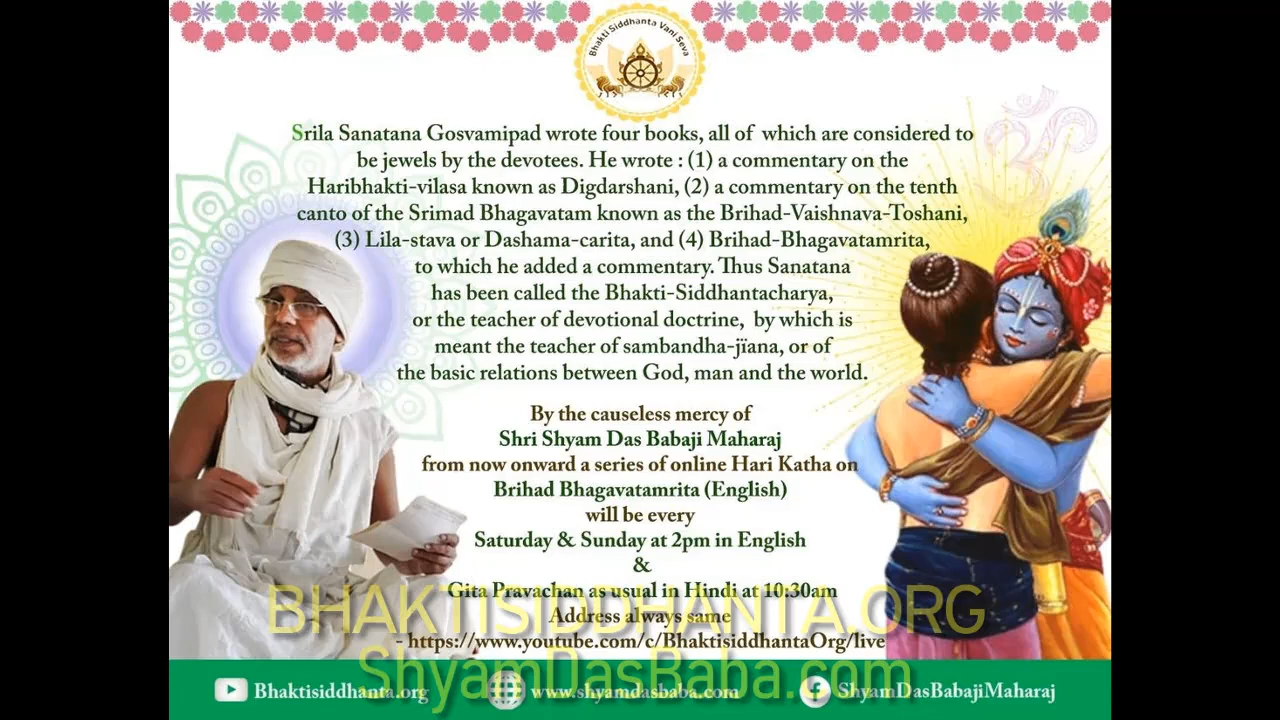 Bhakti Siddhanta Vani Seva
Srila Sanatana Gosvamipad wrote four books, all of which are considered to
be jewels by the devotees. He wrote : (1) a commentary on the
Haribhakti-vilasa known as Digdarshani, (2) a commentary on the tenth
canto of the Srimad Bhagavatam known as the Brihad-Vaishnava-Toshani,
(3) Lila-stava or Dashama-carita, and (4) Brihad-Bhagavatamrita,
to which he added a commentary. Thus Sanatana
has been called the Bhakti-Siddhantacharya,
or the teacher of devotional doctrine, by which is
meant the teacher of sambandha-jïana, or of
the basic relations between God, man and the world.
By the causeless mercy of
Shri Shyam Das Babaji Maharaj
from now onward a series of online Hari Katha on
Brihad Bhagavatamrita (English)
will be every
Saturday & Sunday at 2pm in English
&
Gita Pravachan as usual in Hindi at 10:30am
BHAKTISIDDHANTA.ORG
Address always same
- https://www.youtube.com/c/BhaktisiddhantaOrg/live
ShyamDasBaba.com
Bhaktisiddhanta.org
www.shyamdasbaba.com
ShyamDasBabajiMaharaj